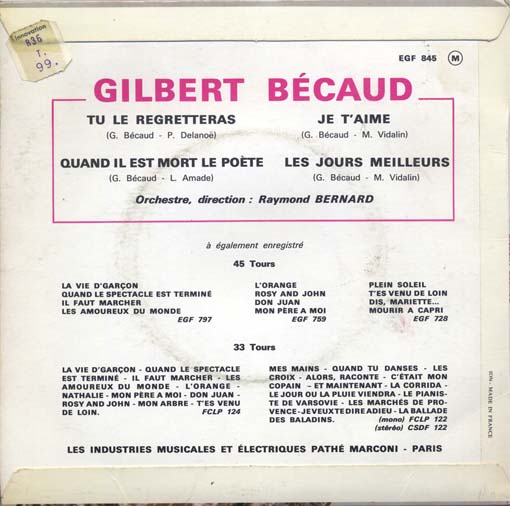 Innovation
836
T.
99.
EGF 845 M
GILBERT BÉCAUD
TU LE REGRETTERAS
(G. Bécaud - P. Delanoë)
JE T'AIME
(G. Bécaud - M. Vidalin)
QUAND IL EST MORT LE POÈTE
(G. Bécaud - L. Amade)
LES JOURS MEILLEURS
(G. Bécaud - M. Vidalin)
Orchestre, direction : Raymond BERNARD
à également enregistré
45 Tours
LA VIE D'GARÇON
QUAND LE SPECTACLE EST TERMINÉ
IL FAUT MARCHER
LES AMOUREUX DU MONDE
EGF 797
L'ORANGE
ROSY AND JOHN
DON JUAN
MON PÈRE A MOI
EGF 759
PLEIN SOLEIL
T'ES VENU DE LOIN
DIS, MARIETTE...
MOURIR A CAPRI
EGF 728
33 Tours
LA VIE D'GARÇON - QUAND LE SPECTACLE
EST TERMINÉ - IL FAUT MARCHER - LES
AMOUREUX DU MONDE - L'ORANGE -
NATHALIE - MON PÈRE A MOI - DON JUAN -
ROSY AND JOHN - MON ARBRE - T'ES VENU
DE LOIN. FCLP 124
MES MAINS - QUAND TU DANSES - LES
CROIX - ALORS, RACONTE - C'ÉTAIT MON
COPAIN - ET MAINTENANT - LA CORRIDA -
LE JOUR OU LA PLUIE VIENDRA - LE PIANIS-
TE DE VARSOVIE - LES MARCHÉS DE PRO-
VENCE - JE VEUX TE DIRE ADIEU - LA BALLADE
DES BALADINS. (mono) FCLP 122
(stéréo) CSDF 122
LES INDUSTRIES MUSICALES ET ÉLECTRIQUES PATHÉ MARCONI - PARIS
MADE IN FRANCE